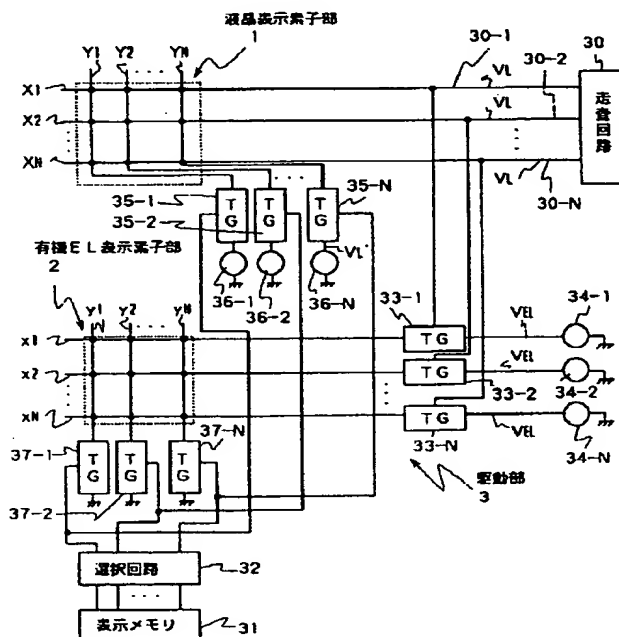 液晶表示素子部
1
Y1 Y2 ···· YN
30-1
VL
30-2
30
X1
X2
VL
走査回路
XN
VL
30-N
35-1
TG
TG
TG
35-N
35-2
有機EL表示素子部
2
VL'
36-1
36-2
36-N
33-1
34-1
Y1 Y2 ···· YN
x1
TG
VEL
x2
TG
VEL
34-2
33-2
xN
TG
VEL
34-N
33-N
37-1
TG
TG
TG
37-N
37-2
駆動部
3
選択回路
32
表示メモリ
31